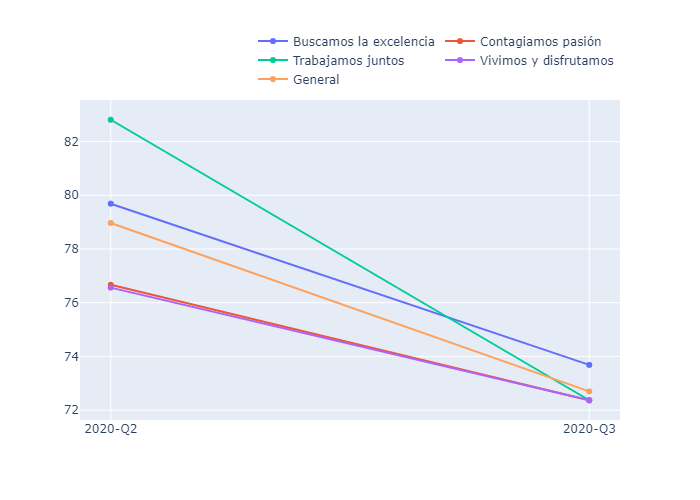 Buscamos la excelencia Contagiamos pasión
Trabajamos juntos Vivimos y disfrutamos
General
82
80
78
76
74
72
2020-Q2 2020-Q3